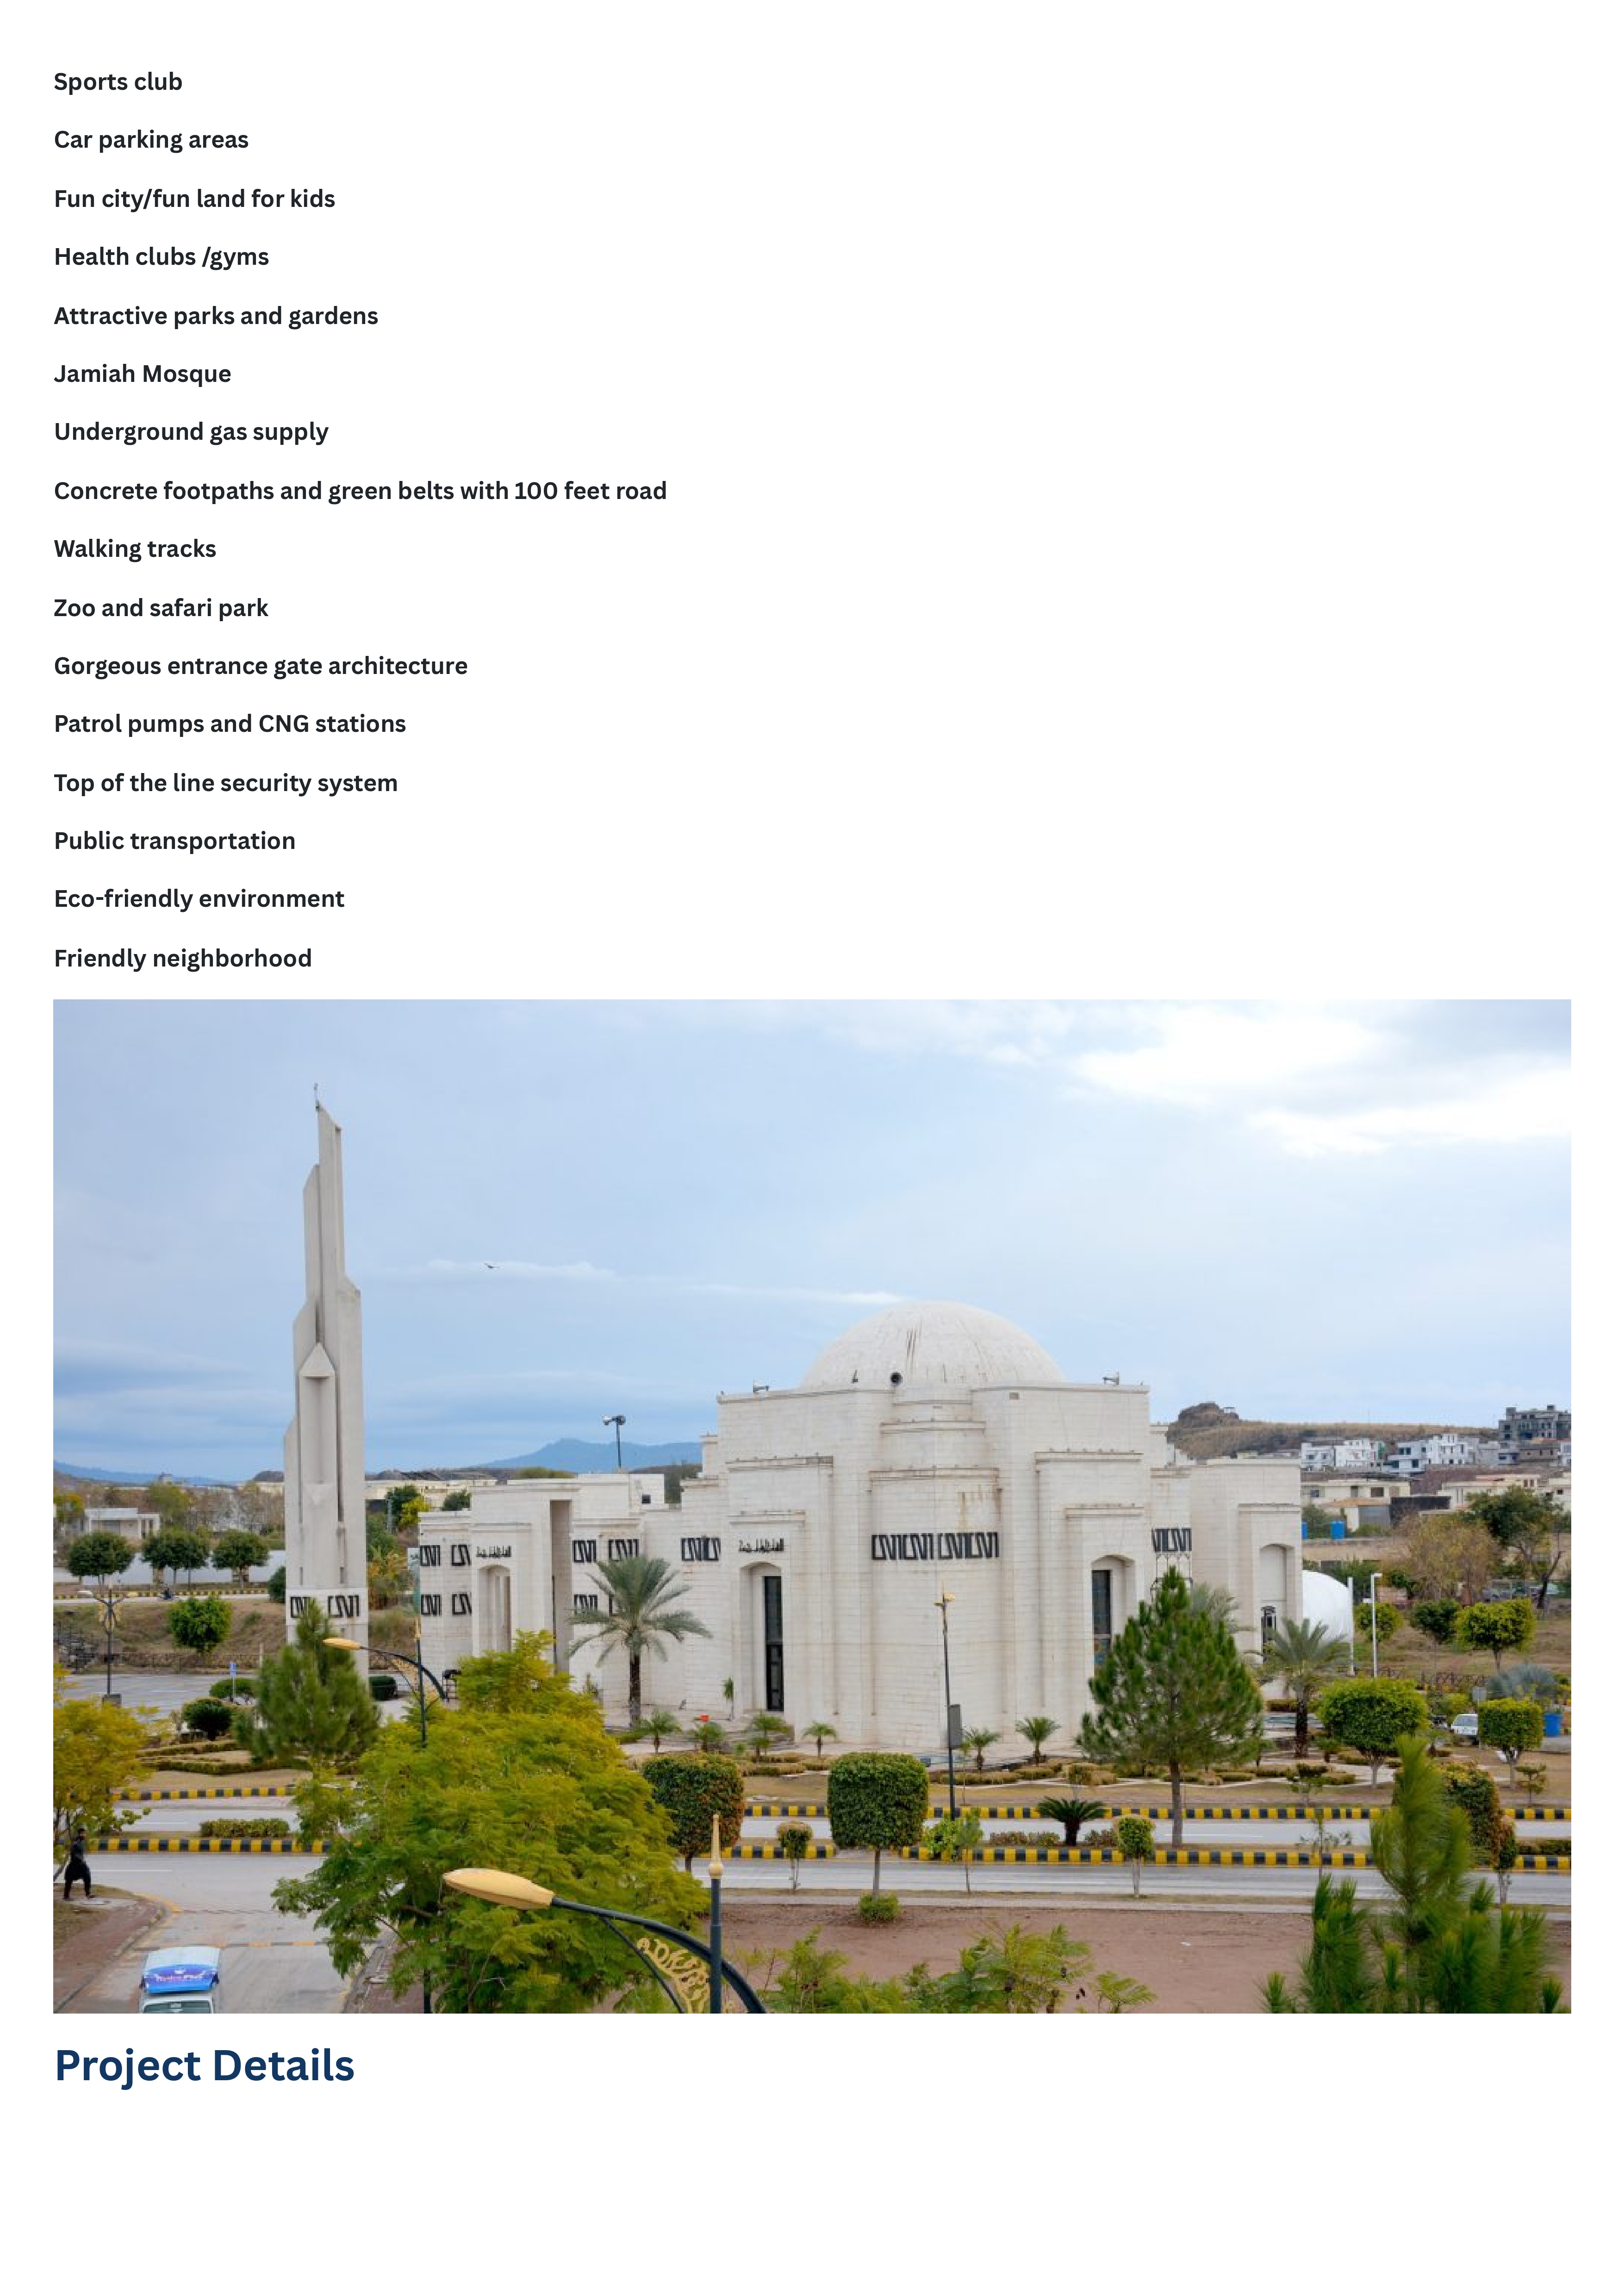 Sports club
Car parking areas
Fun city/fun land for kids
Health clubs /gyms
Attractive parks and gardens
Jamiah Mosque
Underground gas supply
Concrete footpaths and green belts with 100 feet road
Walking tracks
Zoo and safari park
Gorgeous entrance gate architecture
Patrol pumps and CNG stations
Top of the line security system
Public transportation
Eco-friendly environment
Friendly neighborhood
Project Details